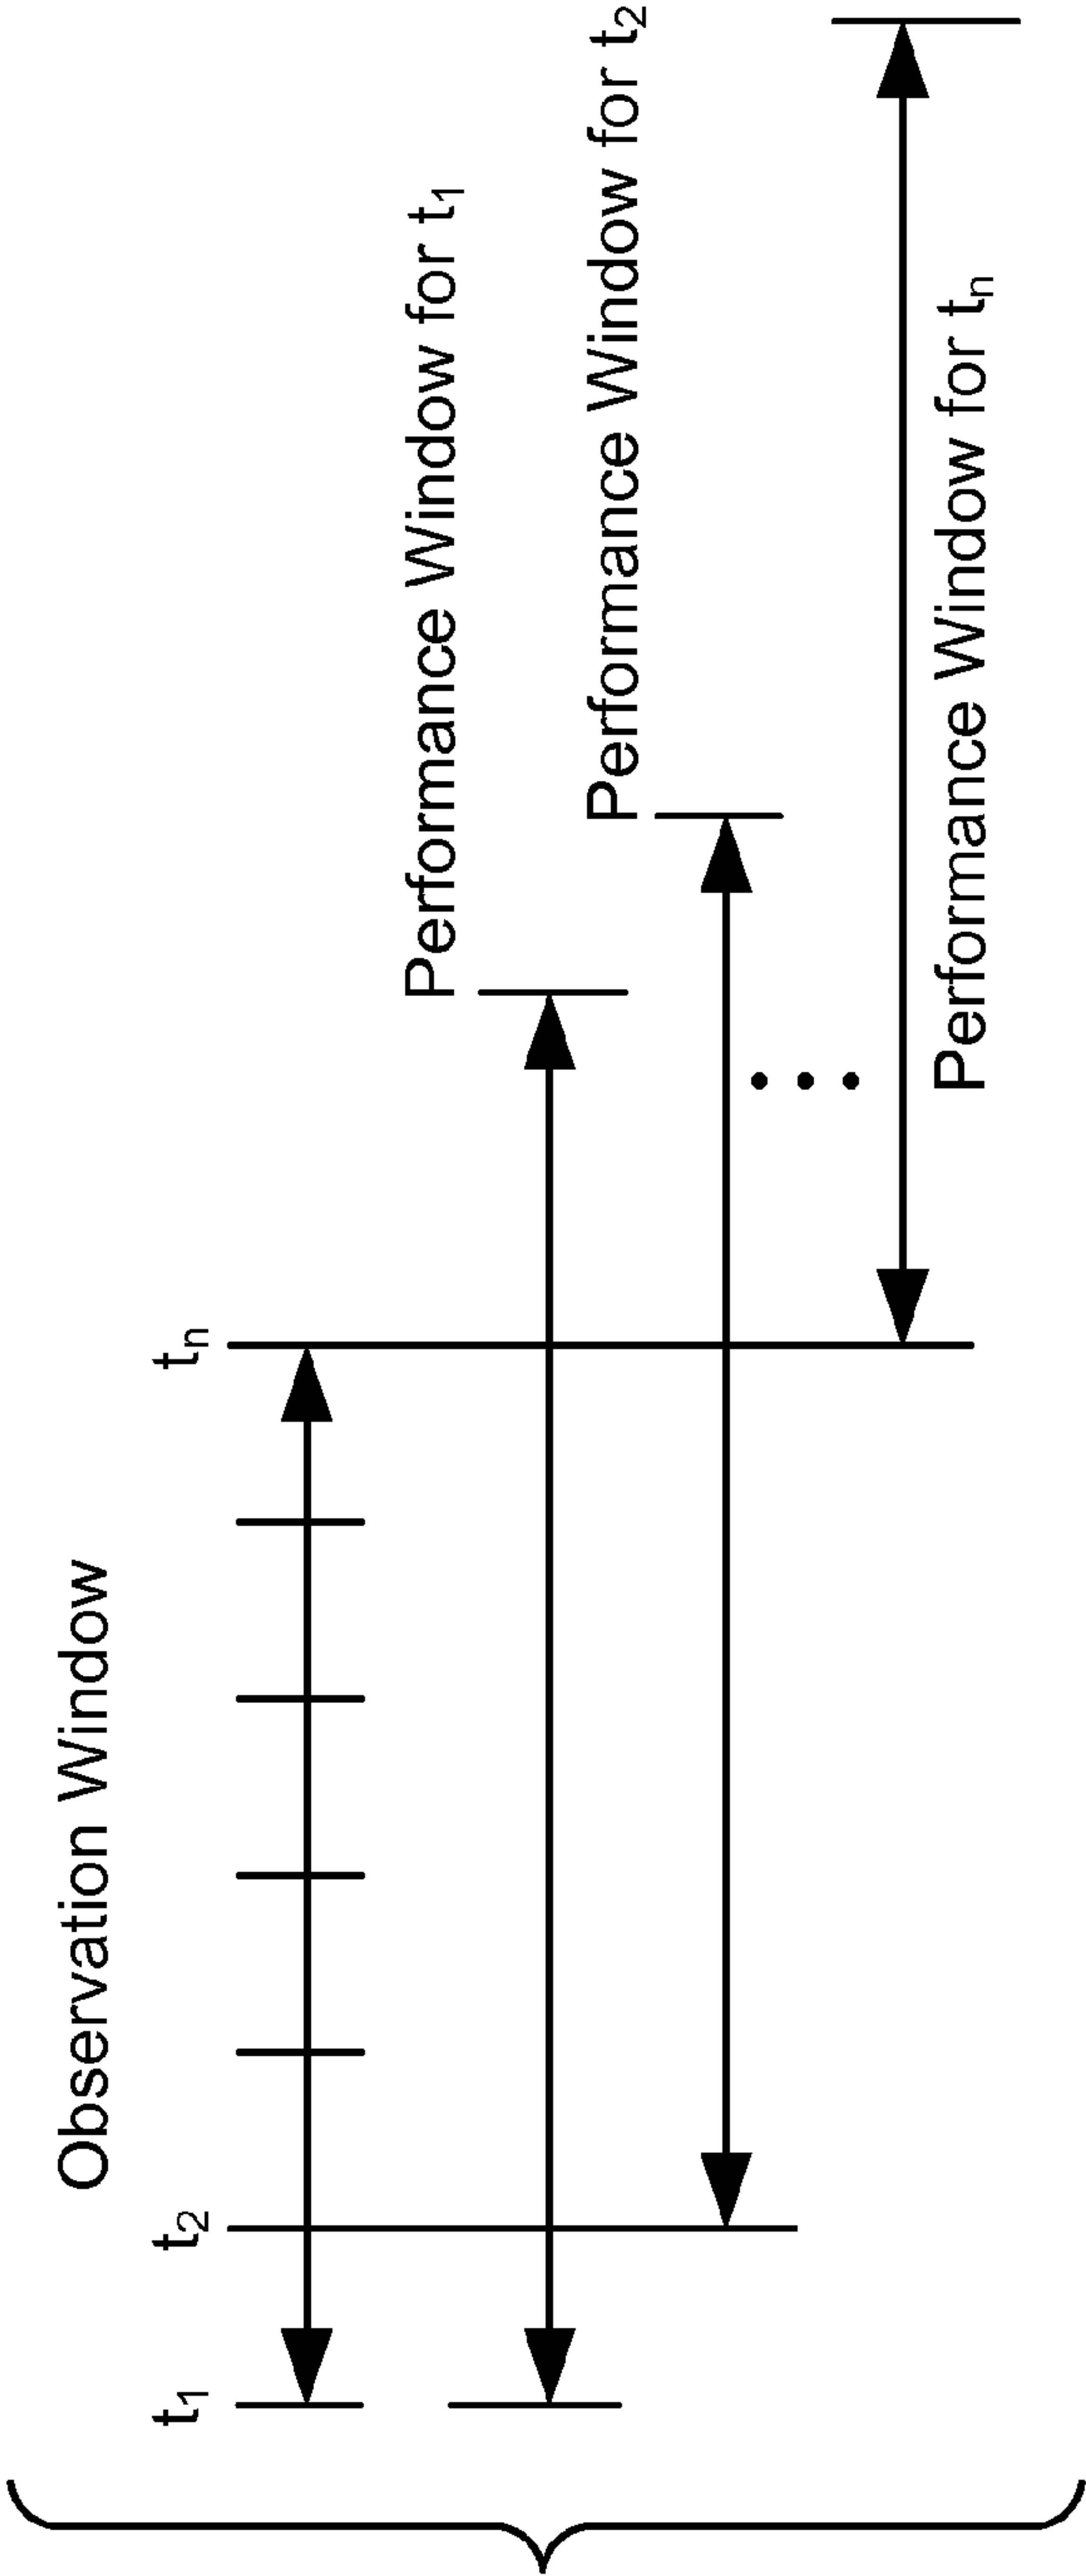 Observation Window
t₁
t₂
tₙ
Performance Window for t₁
Performance Window for t₂
Performance Window for tₙ